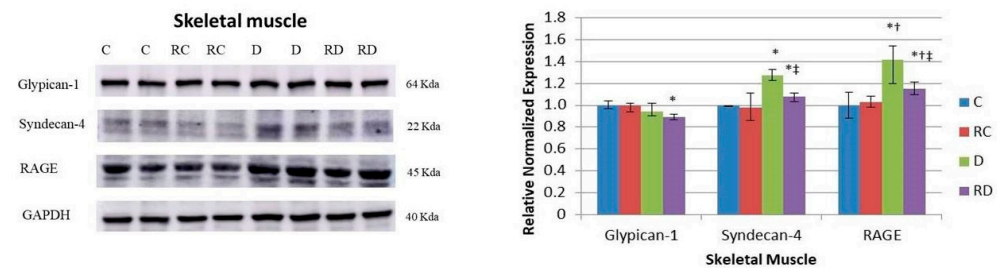 Skeletal muscle
C C RC RC D D RD RD
Glypican-1 64 Kda
Syndecan-4 22 Kda
RAGE 45 Kda
GAPDH 40 Kda
Relative Normalized Expression
1.8
1.6
1.4
1.2
1.0
0.8
0.6
0.4
0.2
0
*
*
*‡
*†
*†‡
Glypican-1 Syndecan-4 RAGE
Skeletal Muscle
C
RC
D
RD